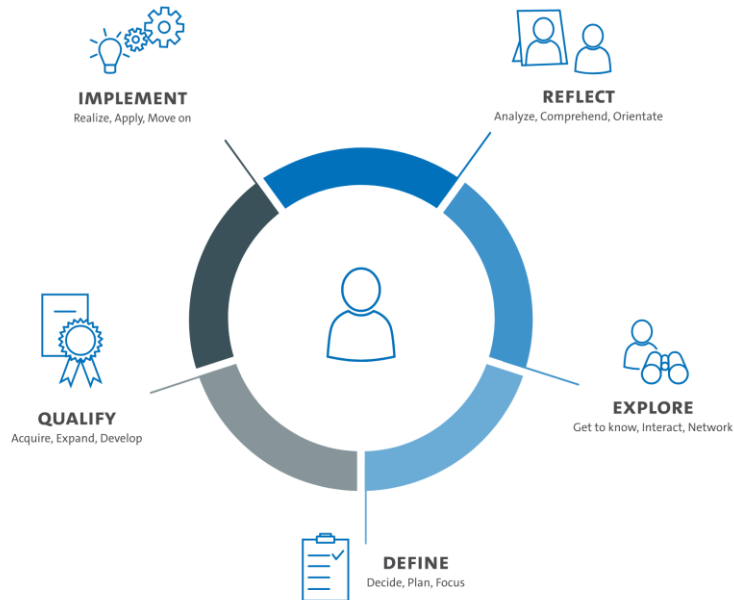 IMPLEMENT
Realize, Apply, Move on
REFLECT
Analyze, Comprehend, Orientate
EXPLORE
Get to know, Interact, Network
QUALIFY
Acquire, Expand, Develop
DEFINE
Decide, Plan, Focus